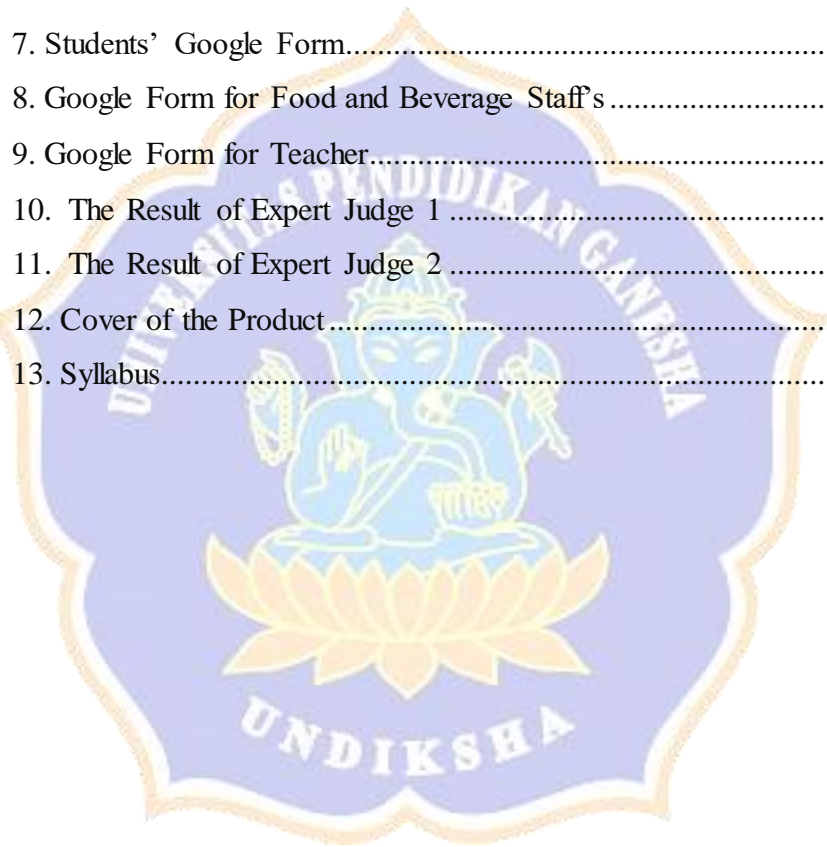 7. Students’ Google Form..............................................................
8. Google Form for Food and Beverage Staff’s............................
9. Google Form for Teacher...........................................................
10. The Result of Expert Judge 1 .................................................
11. The Result of Expert Judge 2 .................................................
12. Cover of the Product ................................................................
13. Syllabus.....................................................................................
UNIVERSITAS PENDIDIKAN GANESHA
UNDIKSHA